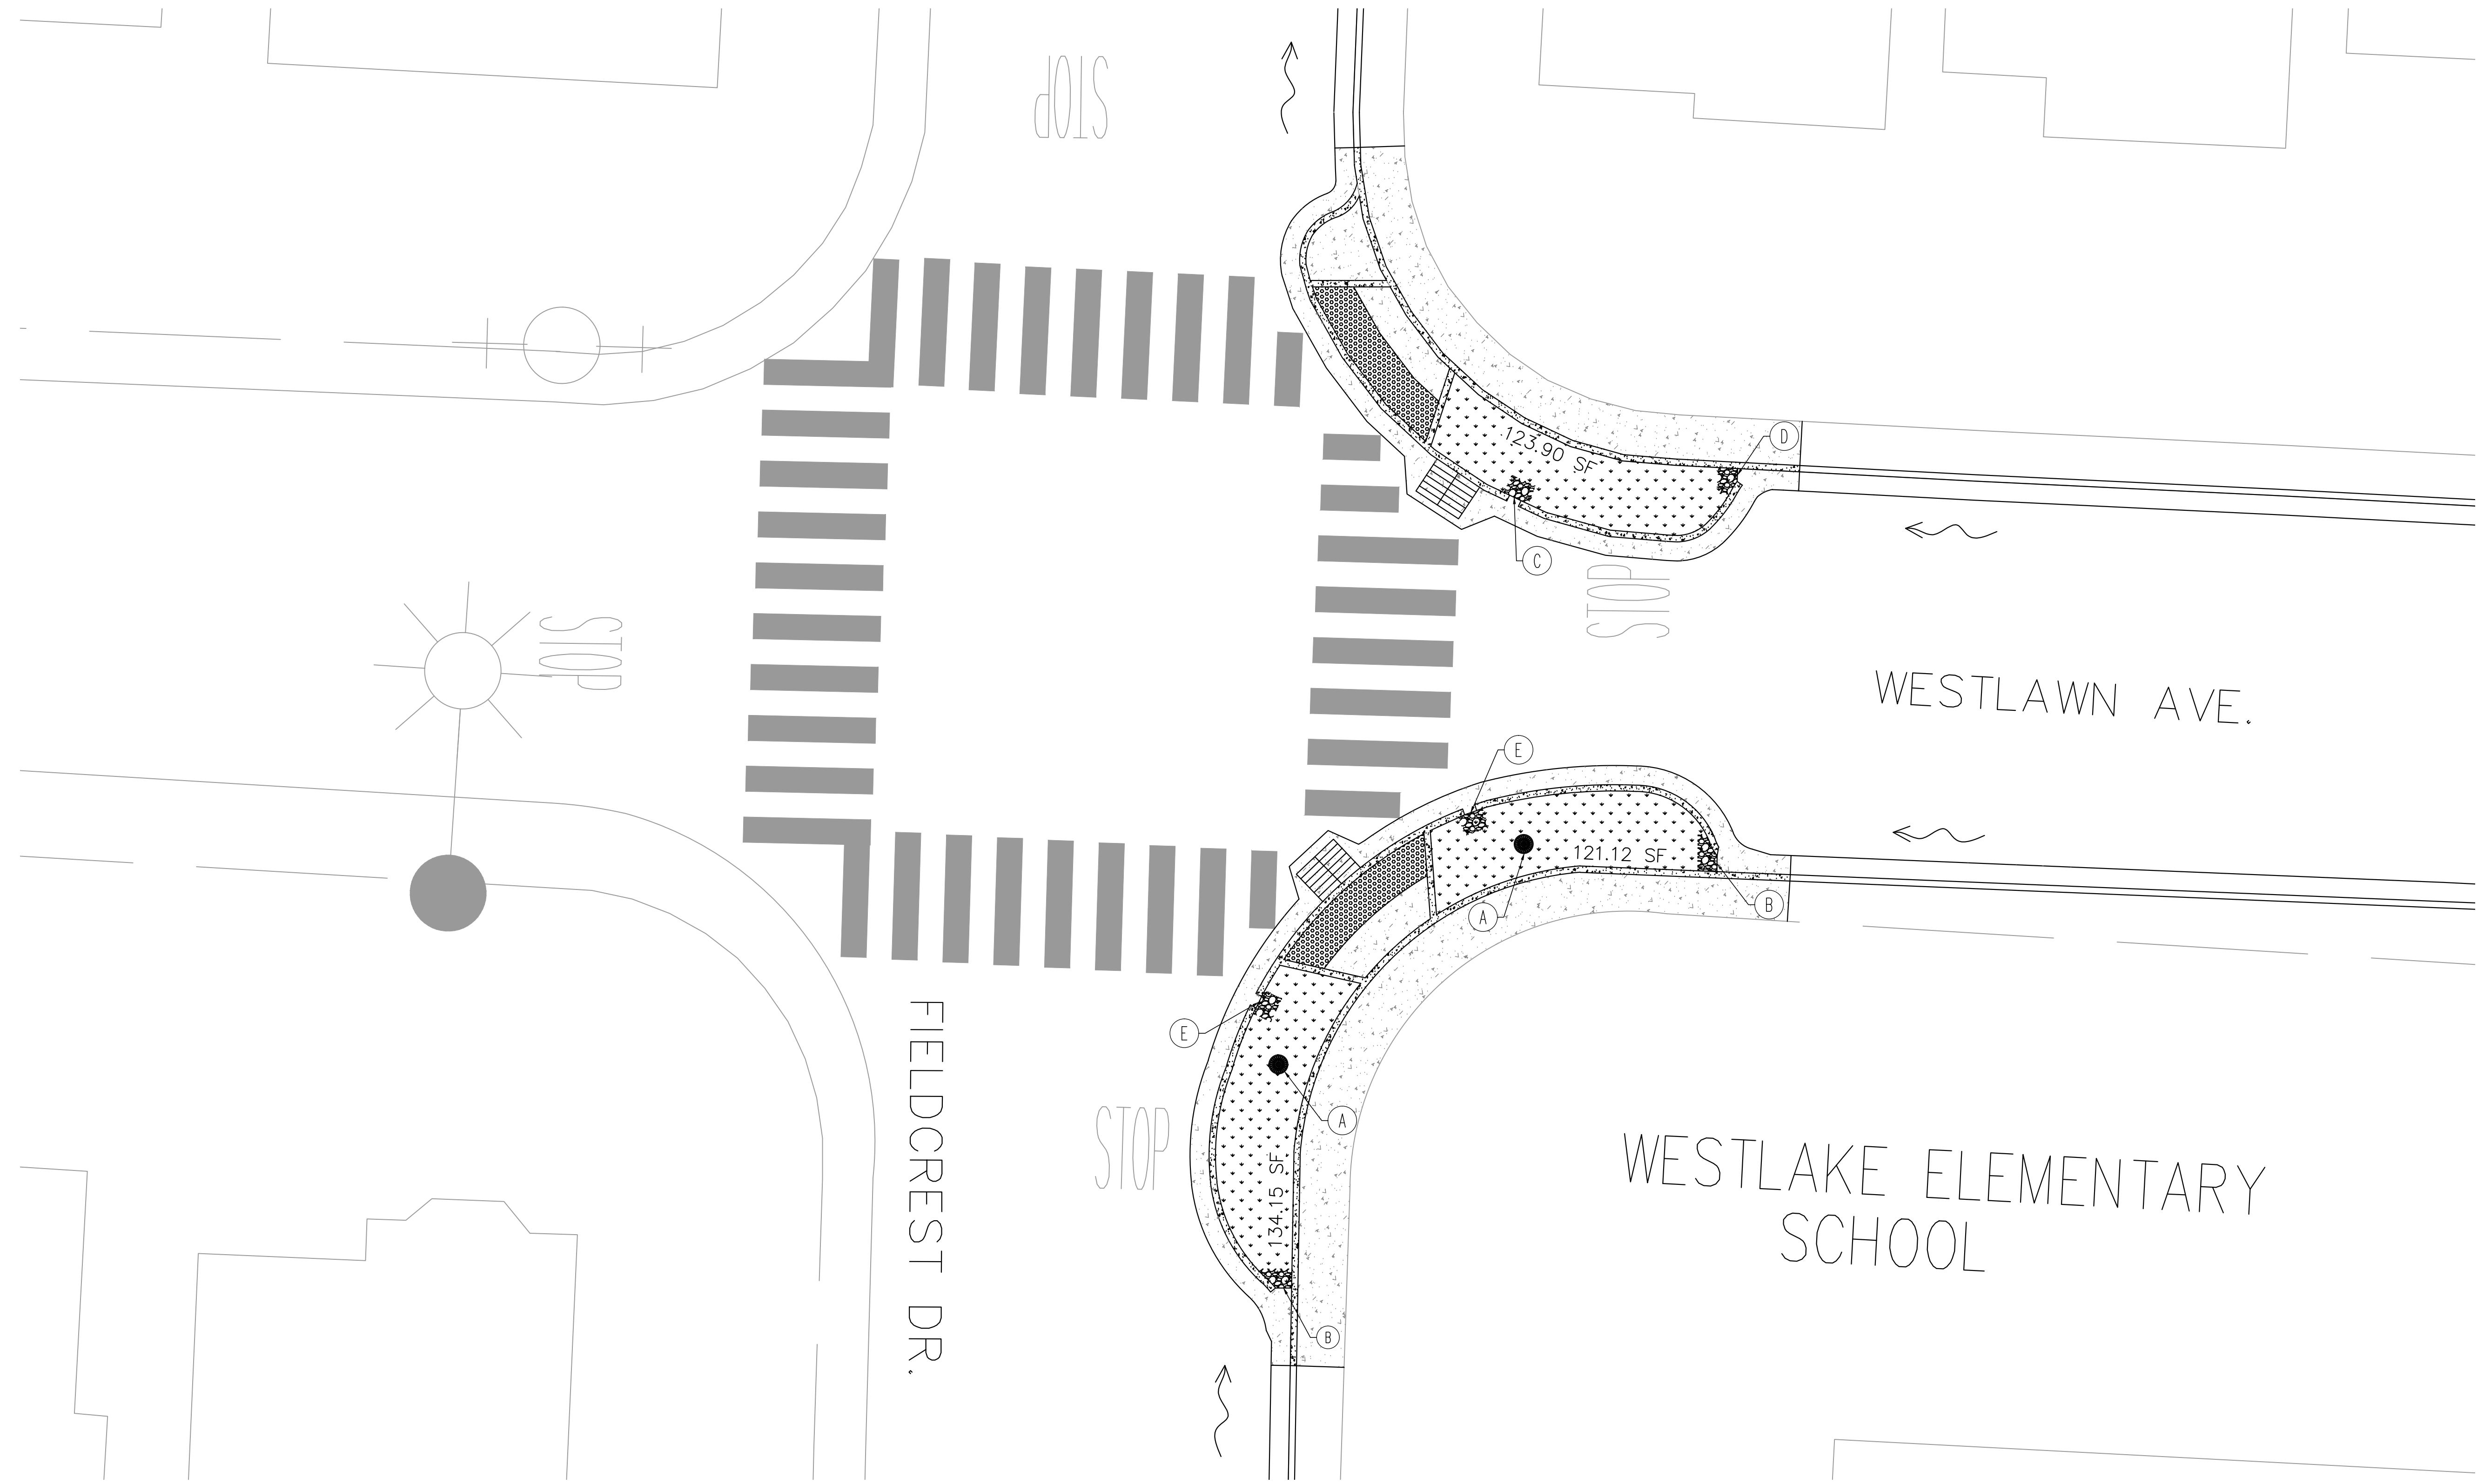 STOP
D
123.90 SF
C
STOP
STOP
WESTLAWN AVE.
E
121.12 SF
B
A
E
FIELDCREST DR.
A
STOP
134.15 SF
WESTLAKE ELEMENTARY
SCHOOL
B